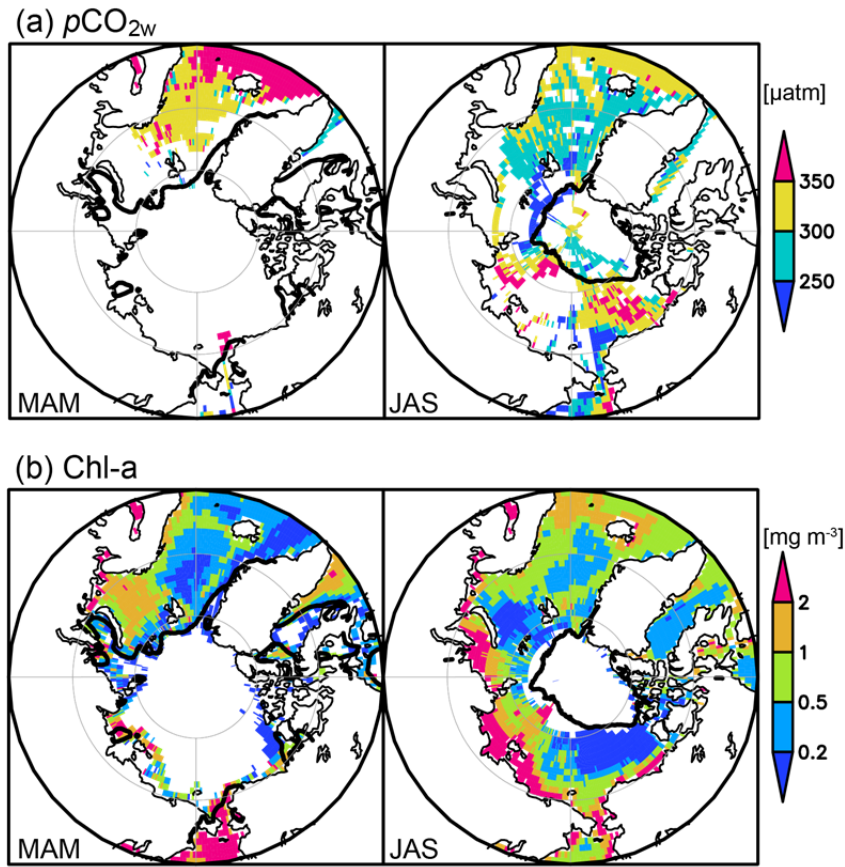 (a) pCO₂w
MAM
JAS
[µatm]
350
300
250
(b) Chl-a
MAM
JAS
[mg m⁻³]
2
1
0.5
0.2